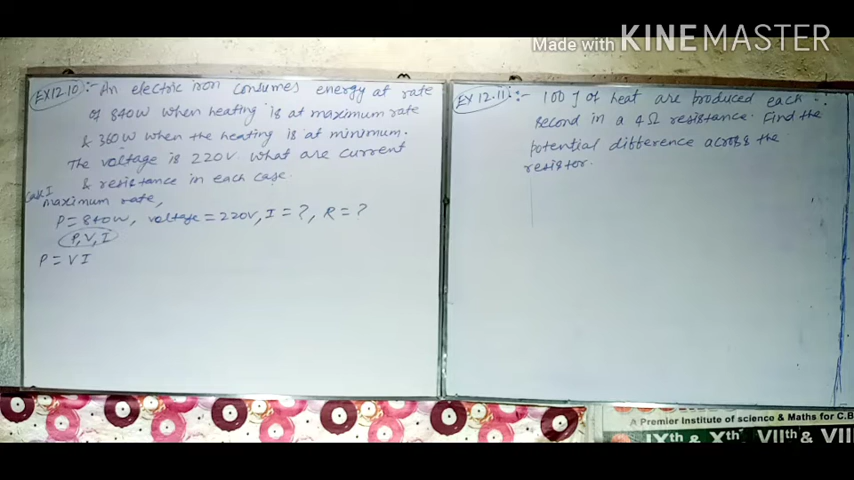 Made with KINEMASTER
EX12.10:- An electric iron consumes energy at rate
of 840W when heating is at maximum rate
& 360W when the heating is at minimum.
The voltage is 220V. What are current
& resistance in each case.
Case I
maximum rate,
P = 840W, voltage = 220V, I = ?, R = ?
P, V, I
P = VI
EX 12.11:- 100 J of heat are produced each
second in a 4Ω resistance. Find the
potential difference across the
resistor.
A Premier Institute of science & Maths for C.B
IXth & Xth VIIth & VII